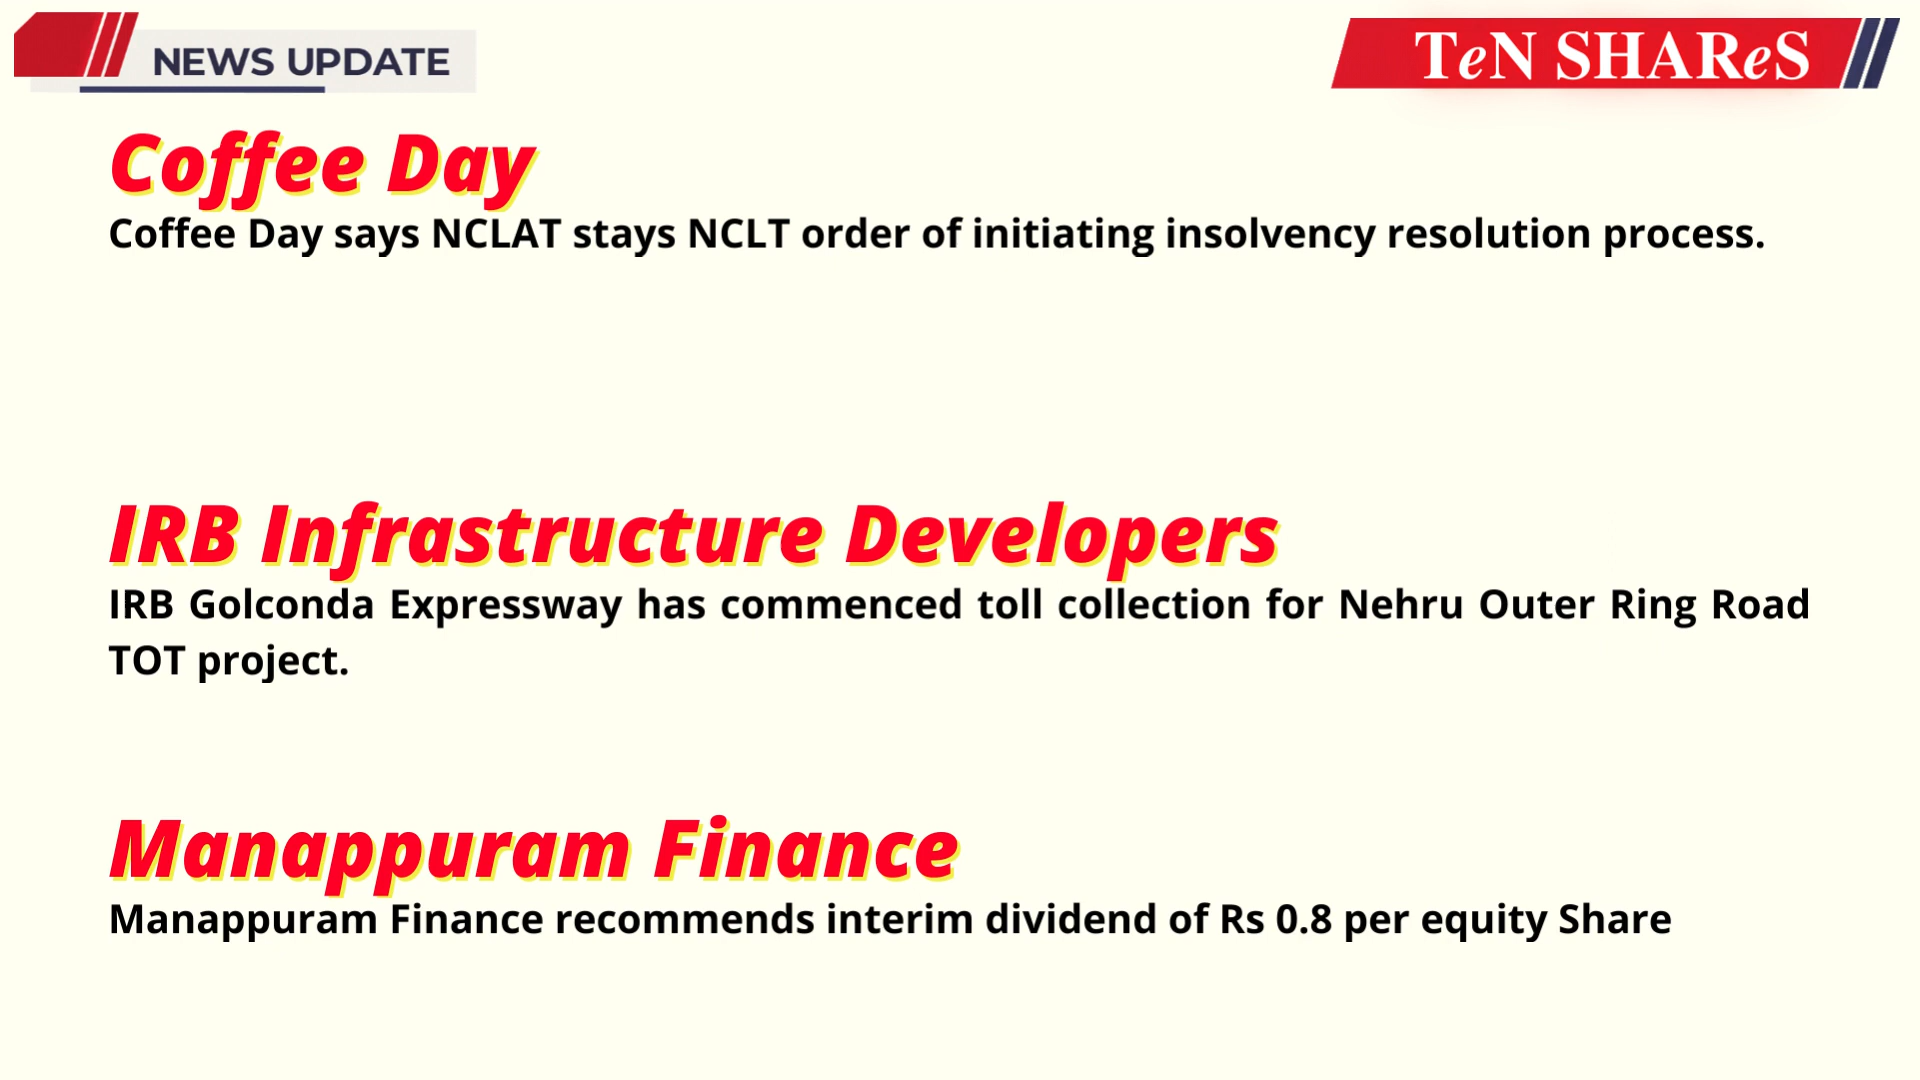 NEWS UPDATE
TeN SHAReS
Coffee Day
Coffee Day says NCLAT stays NCLT order of initiating insolvency resolution process.
IRB Infrastructure Developers
IRB Golconda Expressway has commenced toll collection for Nehru Outer Ring Road
TOT project.
Manappuram Finance
Manappuram Finance recommends interim dividend of Rs 0.8 per equity Share